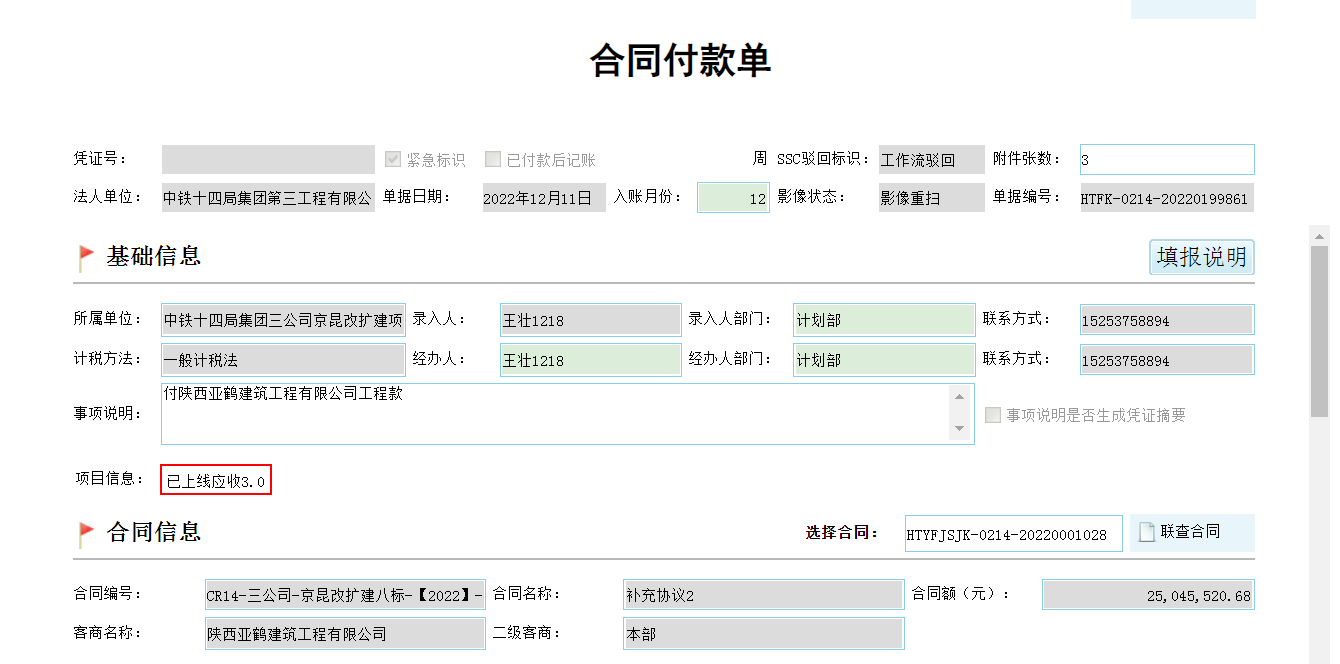 合同付款单
凭证号： 紧急标识 已付款后记账 周 SSC驳回标识： 工作流驳回 附件张数： 3
法人单位： 中铁十四局集团第三工程有限公 单据日期： 2022年12月11日 入账月份： 12 影像状态： 影像重扫 单据编号： HTFK-0214-20220199861
基础信息 填报说明
所属单位： 中铁十四局集团三公司京昆改扩建项 录入人： 王壮1218 录入人部门： 计划部 联系方式： 15253758894
计税方法： 一般计税法 经办人： 王壮1218 经办人部门： 计划部 联系方式： 15253758894
事项说明： 付陕西亚鹤建筑工程有限公司工程款 事项说明是否生成凭证摘要
项目信息： 已上线应收3.0
合同信息 选择合同： HTYFJSJK-0214-20220001028 联查合同
合同编号： CR14-三公司-京昆改扩建八标-【2022】- 合同名称： 补充协议2 合同额（元）： 25,045,520.68
客商名称： 陕西亚鹤建筑工程有限公司 二级客商： 本部